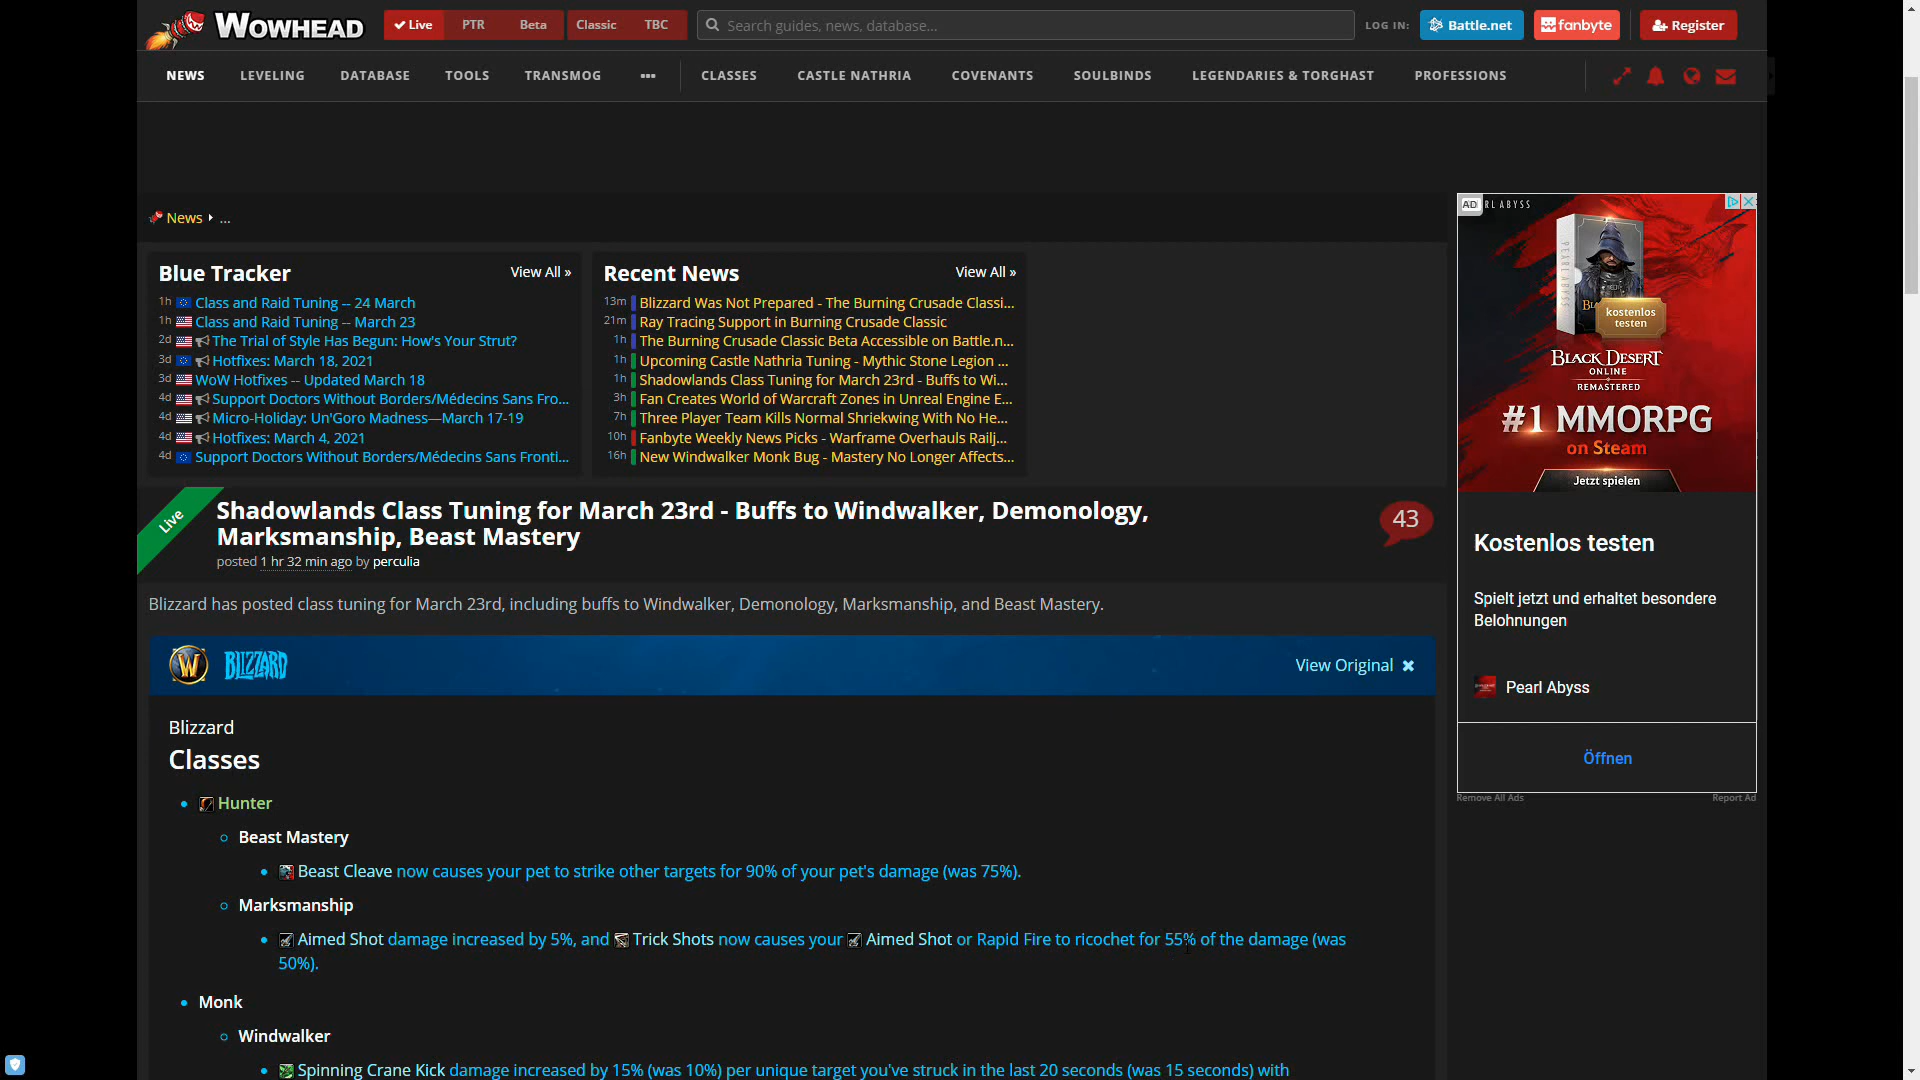 WOWHEAD
Live PTR Beta Classic TBC
Search guides, news, database...
LOG IN: Battle.net fanbyte Register
NEWS LEVELING DATABASE TOOLS TRANSMOG ••• CLASSES CASTLE NATHRIA COVENANTS SOULBINDS LEGENDARIES & TORGHAST PROFESSIONS
News ...
Blue Tracker View All »
1h Class and Raid Tuning -- 24 March
1h Class and Raid Tuning -- March 23
2d The Trial of Style Has Begun: How's Your Strut?
3d Hotfixes: March 18, 2021
3d WoW Hotfixes -- Updated March 18
4d Support Doctors Without Borders/Médecins Sans Fro...
4d Micro-Holiday: Un'Goro Madness—March 17-19
4d Hotfixes: March 4, 2021
4d Support Doctors Without Borders/Médecins Sans Fronti...
Recent News View All »
13m Blizzard Was Not Prepared - The Burning Crusade Classi...
21m Ray Tracing Support in Burning Crusade Classic
1h The Burning Crusade Classic Beta Accessible on Battle.n...
1h Upcoming Castle Nathria Tuning - Mythic Stone Legion ...
1h Shadowlands Class Tuning for March 23rd - Buffs to Wi...
3h Fan Creates World of Warcraft Zones in Unreal Engine E...
7h Three Player Team Kills Normal Shriekwing With No He...
10h Fanbyte Weekly News Picks - Warframe Overhauls Railj...
16h New Windwalker Monk Bug - Mastery No Longer Affects...
Live
Shadowlands Class Tuning for March 23rd - Buffs to Windwalker, Demonology,
Marksmanship, Beast Mastery
posted 1 hr 32 min ago by perculia
43
Blizzard has posted class tuning for March 23rd, including buffs to Windwalker, Demonology, Marksmanship, and Beast Mastery.
W BLIZZARD View Original ✖
Blizzard
Classes
Hunter
Beast Mastery
Beast Cleave now causes your pet to strike other targets for 90% of your pet's damage (was 75%).
Marksmanship
Aimed Shot damage increased by 5%, and Trick Shots now causes your Aimed Shot or Rapid Fire to ricochet for 55% of the damage (was
50%).
Monk
Windwalker
Spinning Crane Kick damage increased by 15% (was 10%) per unique target you've struck in the last 20 seconds (was 15 seconds) with
AD RL ABYSS
PEARL ABYSS
kostenlos
testen
BLACK DESERT
ONLINE
REMASTERED
#1 MMORPG
on Steam
Jetzt spielen
Kostenlos testen
Spielt jetzt und erhaltet besondere
Belohnungen
Pearl Abyss
Öffnen
Remove All Ads Report Ad